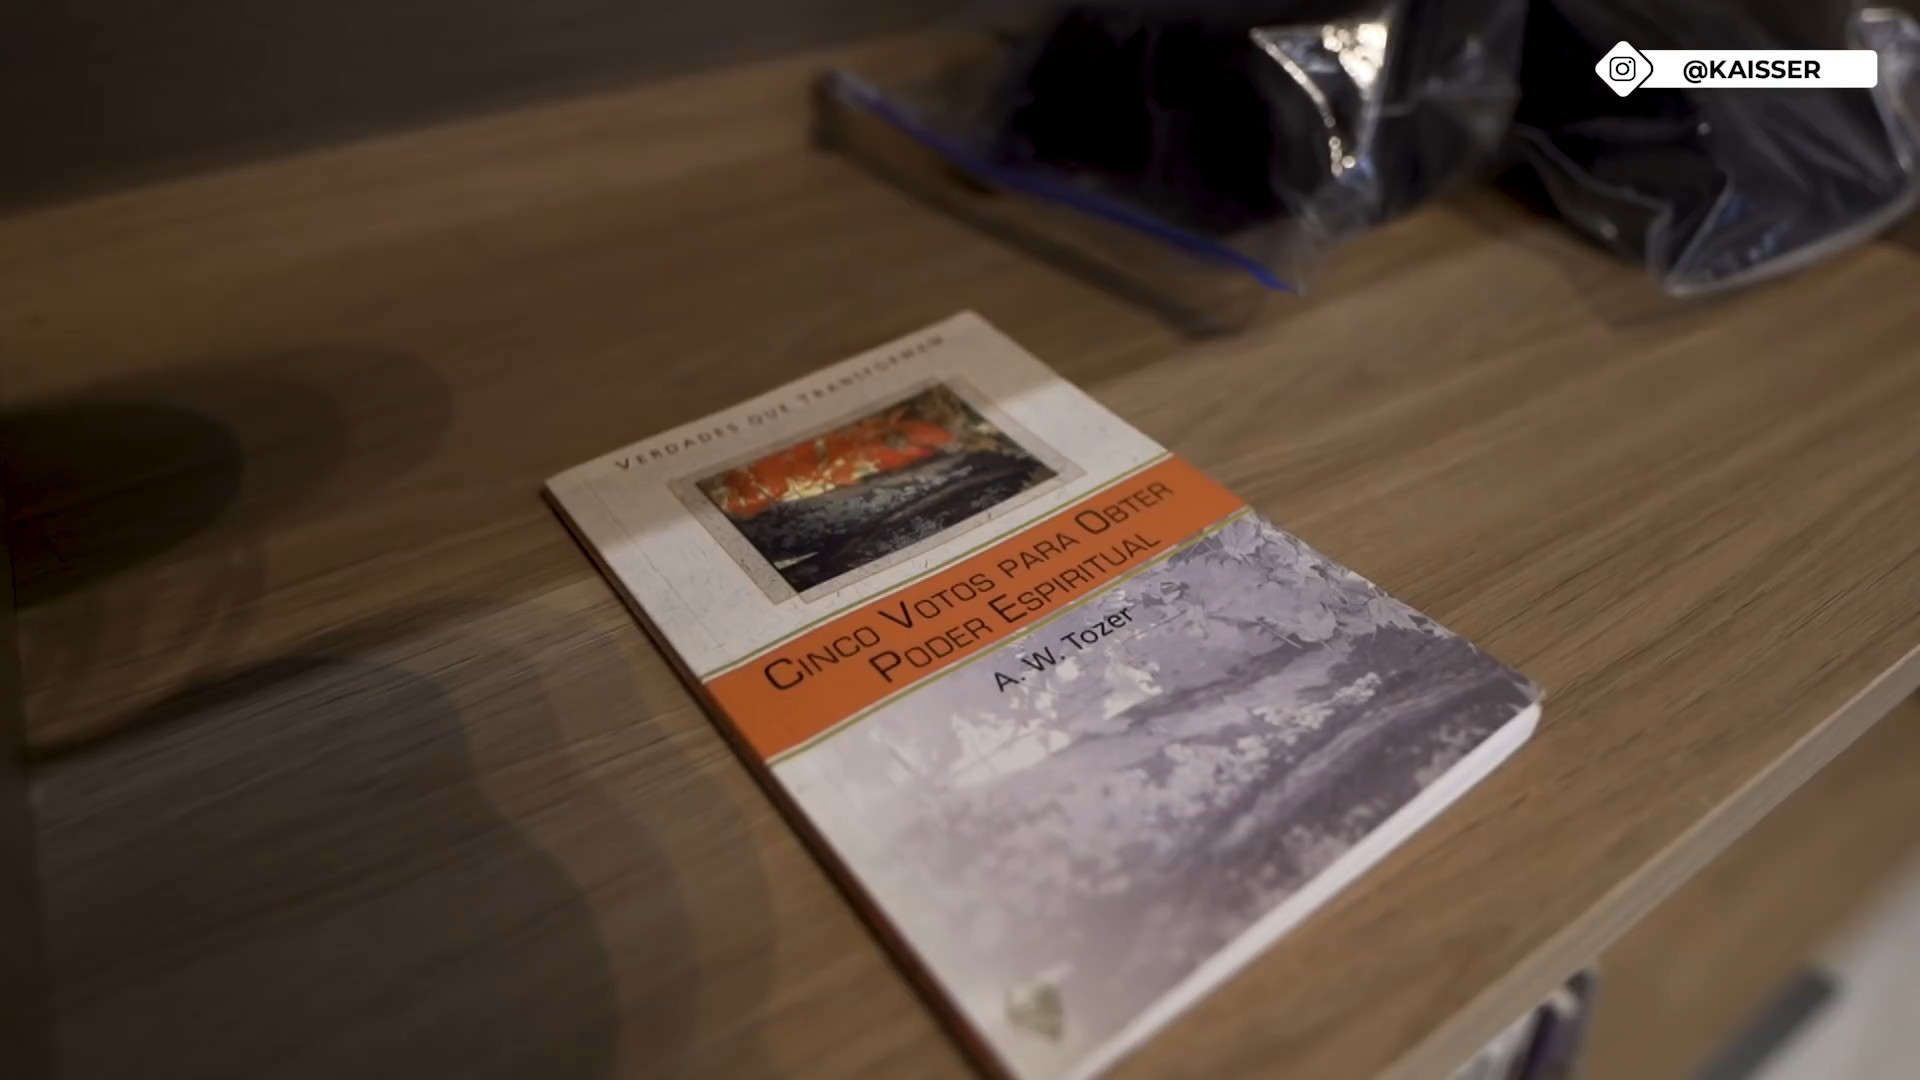 @KAISSER
VERDADES QUE TRANSFORMAM
CINCO VOTOS PARA OBTER
PODER ESPIRITUAL
A. W. Tozer